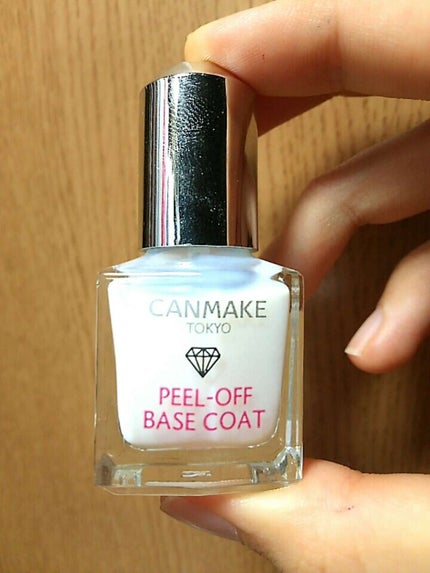 CANMAKE
TOKYO
PEEL-OFF
BASE COAT